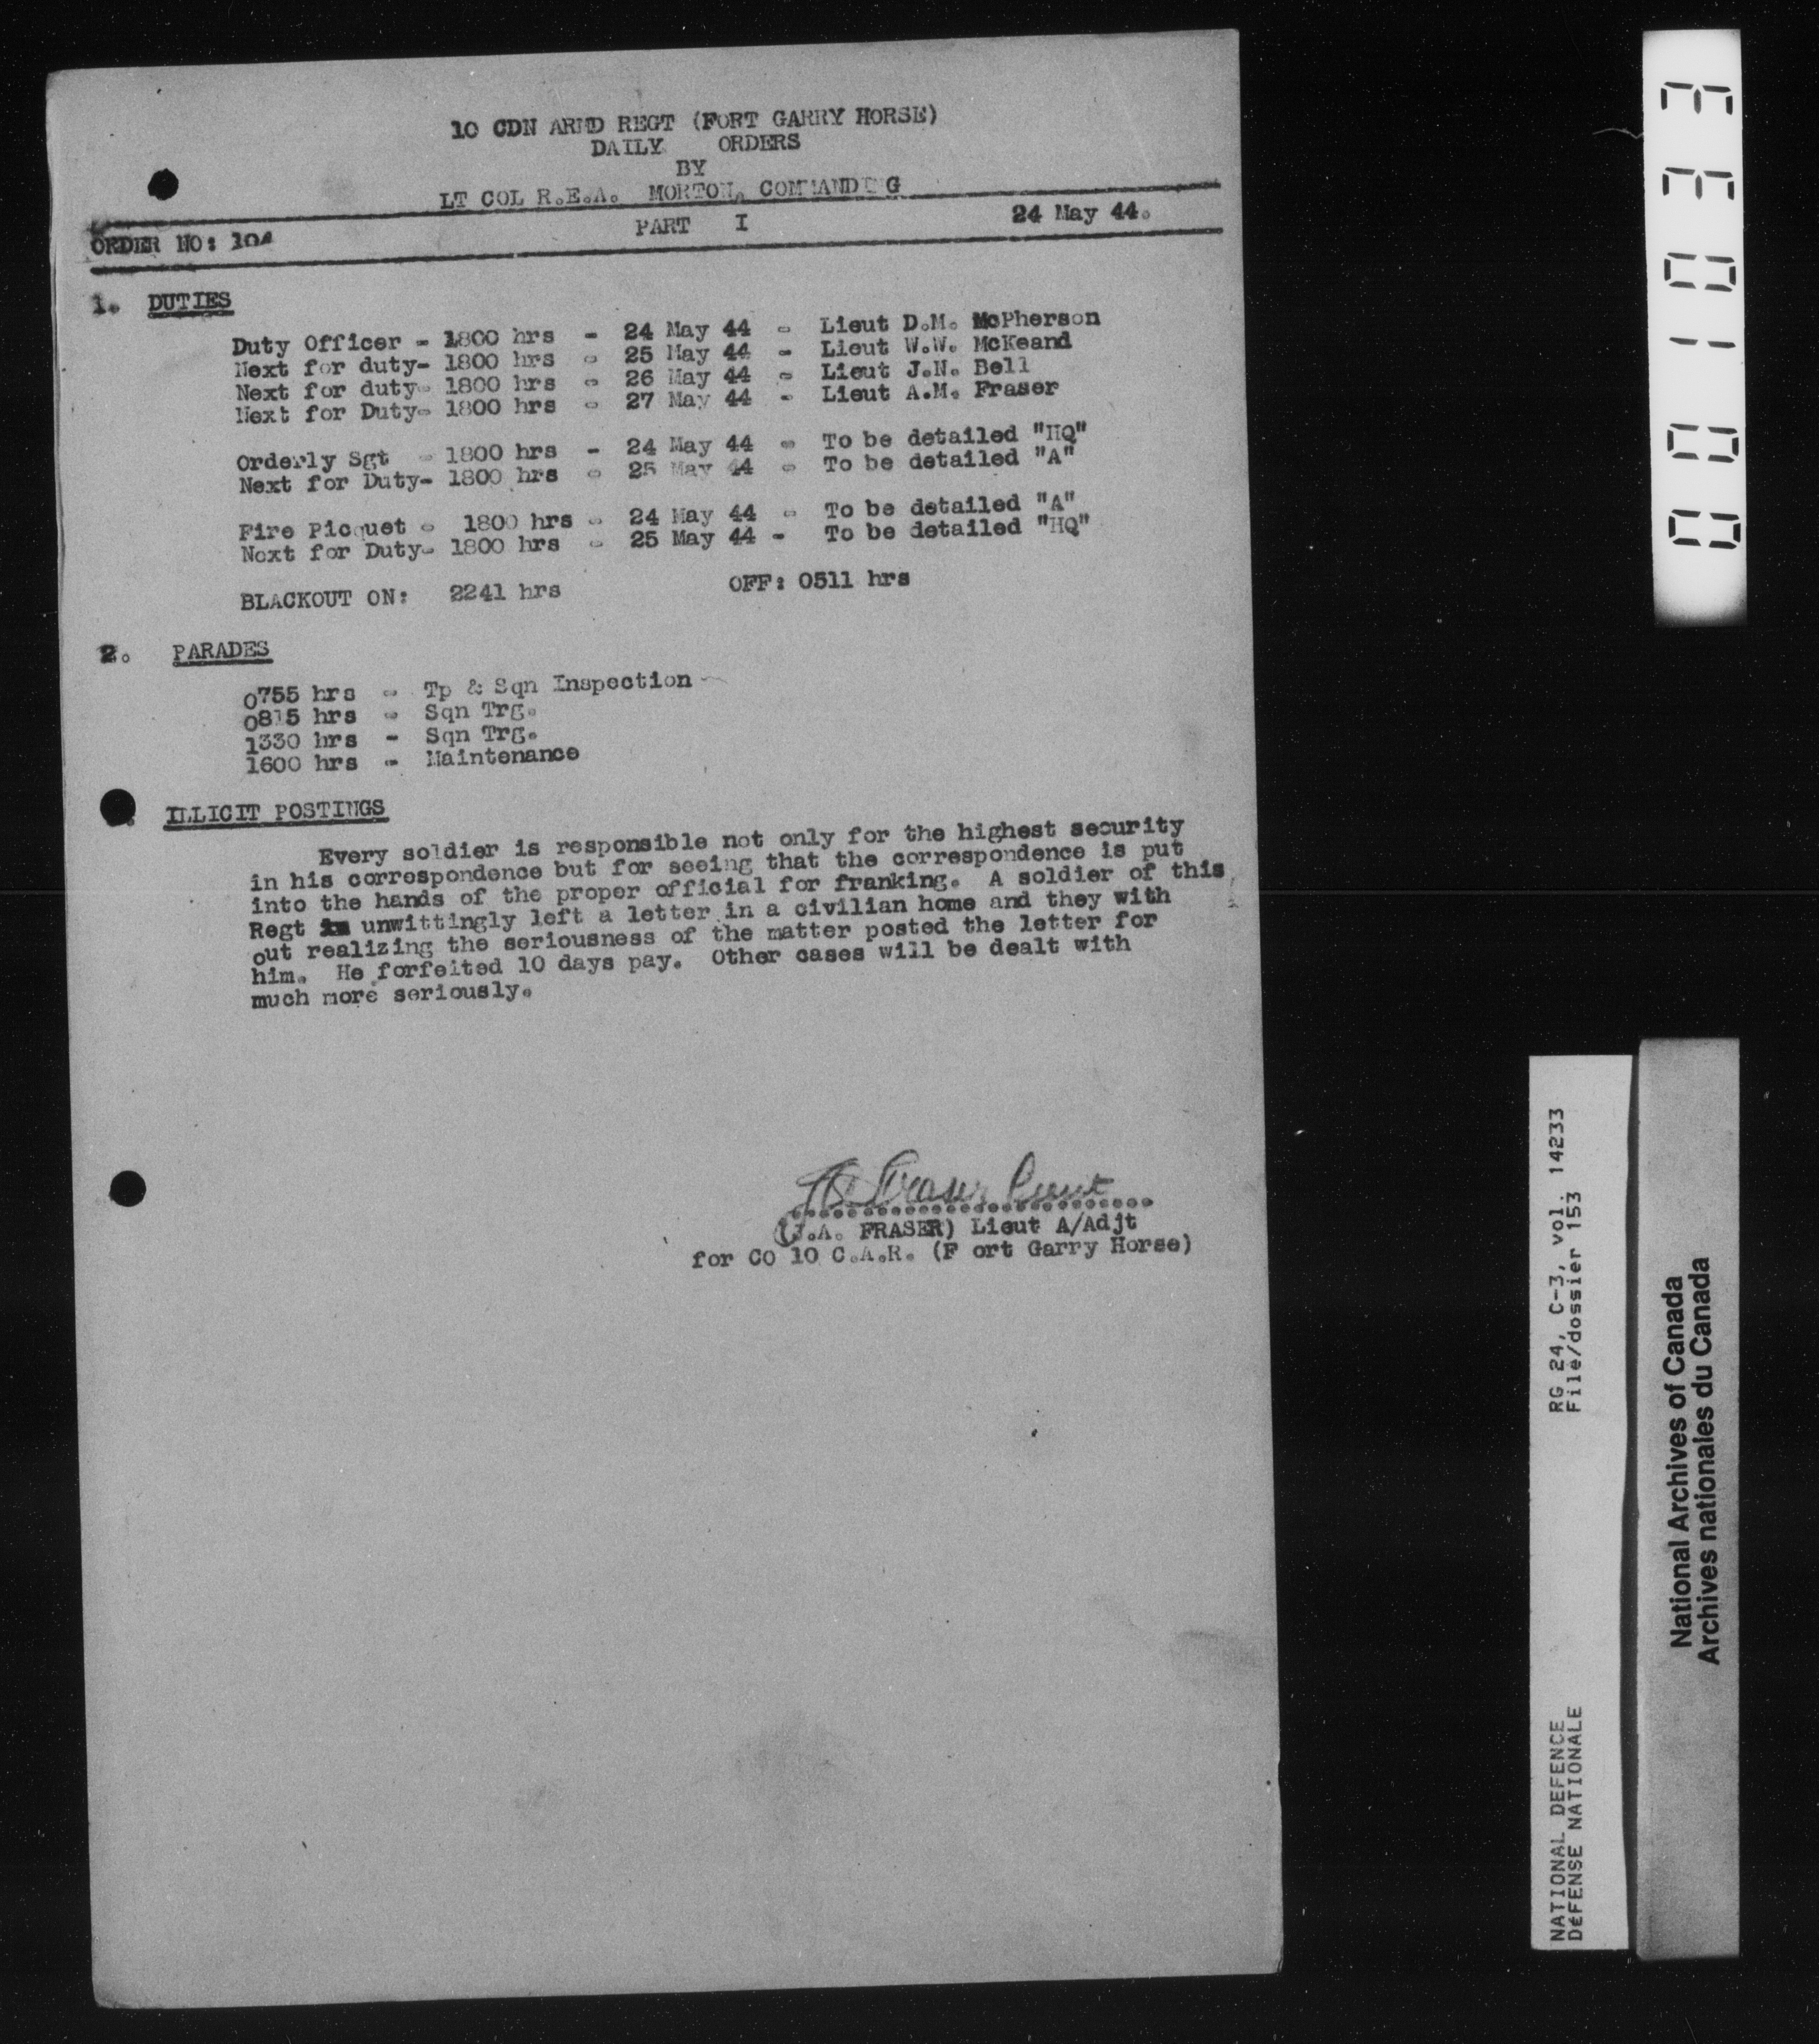 10 CDN ARMD REGT (FORT GARRY HORSE)
DAILY ORDERS
BY
LT COL R.E.A. MORTON, COMMANDING
ORDER NO: 104 PART I 24 May 44.
1. DUTIES
Duty Officer - 1800 hrs - 24 May 44 - Lieut D.M. McPherson
Next for duty- 1800 hrs - 25 May 44 - Lieut W.W. McKeand
Next for duty- 1800 hrs - 26 May 44 - Lieut J.N. Bell
Next for Duty- 1800 hrs - 27 May 44 - Lieut A.M. Fraser
Orderly Sgt - 1800 hrs - 24 May 44 - To be detailed "HQ"
Next for Duty- 1800 hrs - 25 May 44 - To be detailed "A"
Fire Picquet - 1800 hrs - 24 May 44 - To be detailed "A"
Next for Duty- 1800 hrs - 25 May 44 - To be detailed "HQ"
BLACKOUT ON: 2241 hrs OFF: 0511 hrs
2. PARADES
0755 hrs - Tp & Sqn Inspection
0815 hrs - Sqn Trg.
1330 hrs - Sqn Trg.
1600 hrs - Maintenance
ILLICIT POSTINGS
Every soldier is responsible not only for the highest security
in his correspondence but for seeing that the correspondence is put
into the hands of the proper official for franking. A soldier of this
Regt unwittingly left a letter in a civilian home and they with
out realizing the seriousness of the matter posted the letter for
him. He forfeited 10 days pay. Other cases will be dealt with
much more seriously.
JA Fraser Lieut
(J.A. FRASER) Lieut A/Adjt
for CO 10 C.A.R. (F ort Garry Horse)
NATIONAL DEFENCE RG 24, C-3, vol. 14233
DÉFENSE NATIONALE File/dossier 153
National Archives of Canada
Archives nationales du Canada